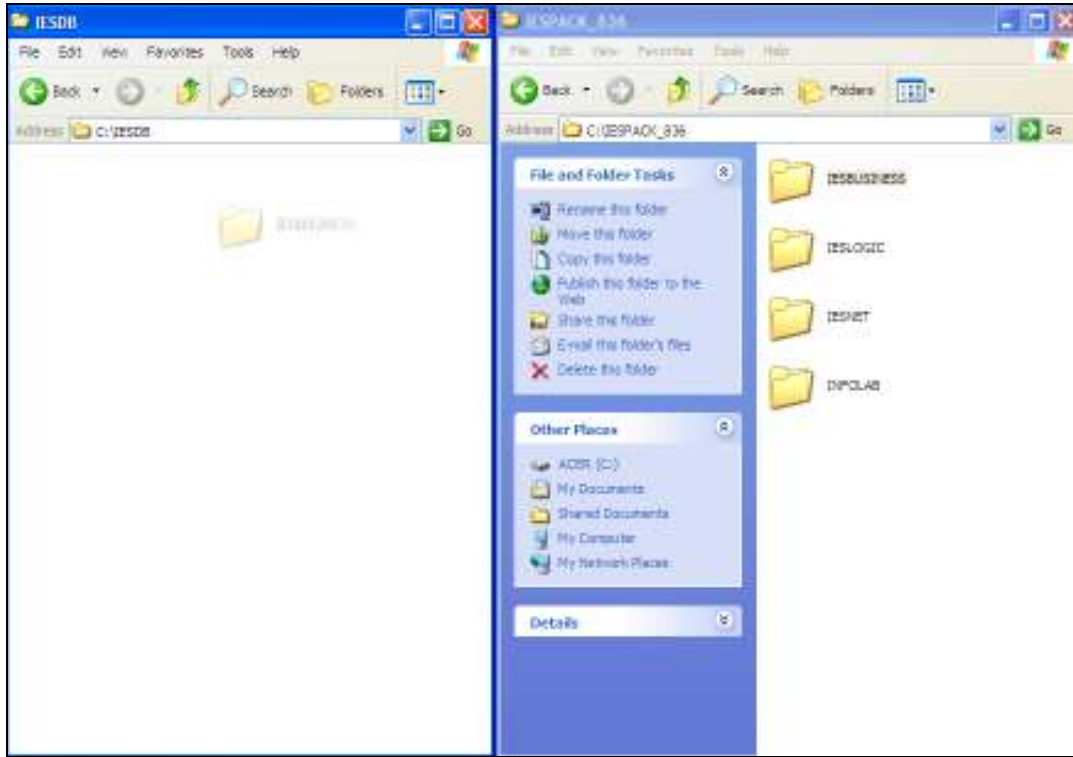 IESDB
File Edit View Favorites Tools Help
Back Search Folders
Address C:\IESDB Go
IESBUSINESS
IESPACK_836
File Edit View Favorites Tools Help
Back Search Folders
Address C:\IESPACK_836 Go
File and Folder Tasks
Rename this folder
Move this folder
Copy this folder
Publish this folder to the
Web
Share this folder
E-mail this folder's files
Delete this folder
Other Places
ACER (C:)
My Documents
Shared Documents
My Computer
My Network Places
Details
IESBUSINESS
IESLOGIC
IESNET
INFOLAB